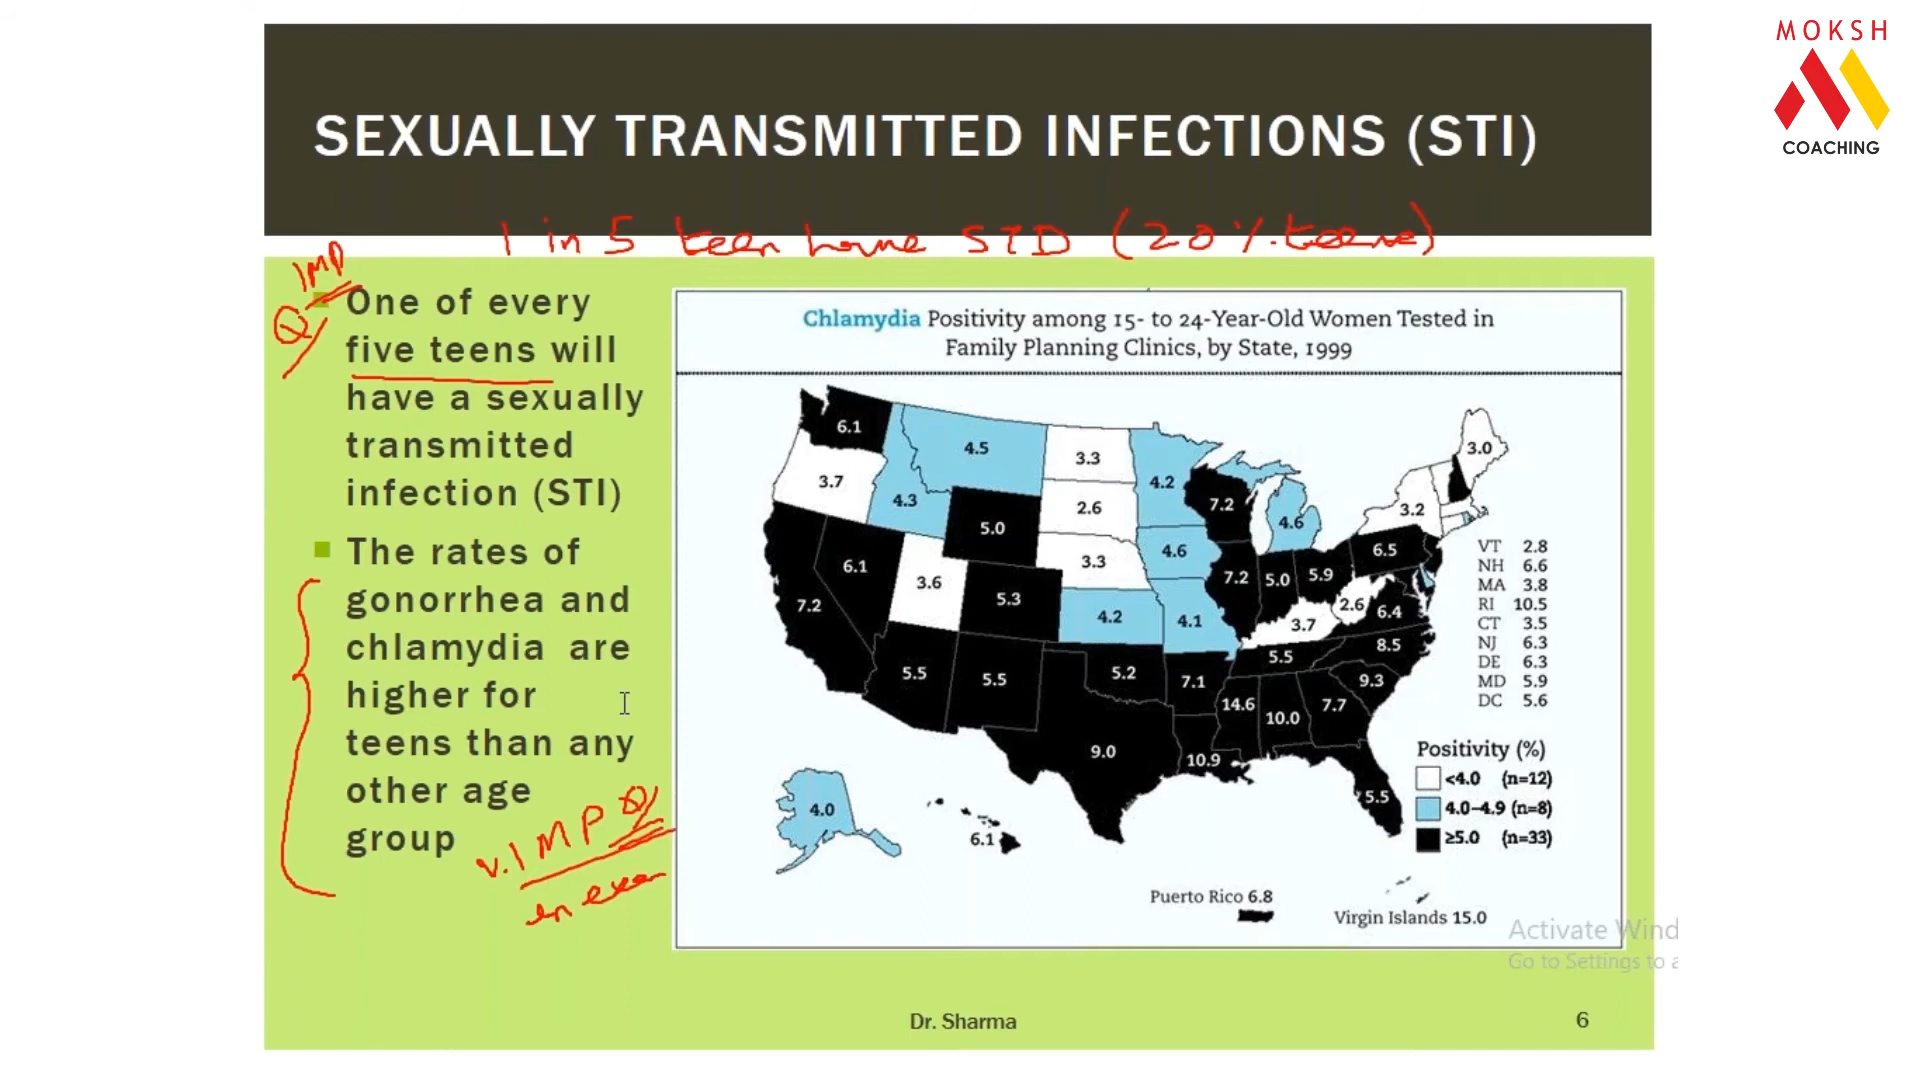 MOKSH
COACHING
SEXUALLY TRANSMITTED INFECTIONS (STI)
1 in 5 teen have STD (20% teens)
IMP
Q/
One of every
five teens will
have a sexually
transmitted
infection (STI)
The rates of
gonorrhea and
chlamydia are
higher for
teens than any
other age
group
v.IMP Q/
in exam
Chlamydia Positivity among 15- to 24-Year-Old Women Tested in
Family Planning Clinics, by State, 1999
6.1
4.5
3.3
4.2
3.0
3.7
4.3
5.0
2.6
7.2
4.6
3.2
6.1
3.6
5.3
3.3
4.6
7.2
5.0
5.9
6.5
7.2
4.2
4.1
3.7
2.6
6.4
5.5
5.5
5.2
7.1
5.5
8.5
9.3
14.6
10.0
7.7
9.0
10.9
5.5
4.0
6.1
VT 2.8
NH 6.6
MA 3.8
RI 10.5
CT 3.5
NJ 6.3
DE 6.3
MD 5.9
DC 5.6
Positivity (%)
<4.0 (n=12)
4.0–4.9 (n=8)
≥5.0 (n=33)
Puerto Rico 6.8
Virgin Islands 15.0
Activate Wind
Go to Settings to a
Dr. Sharma
6